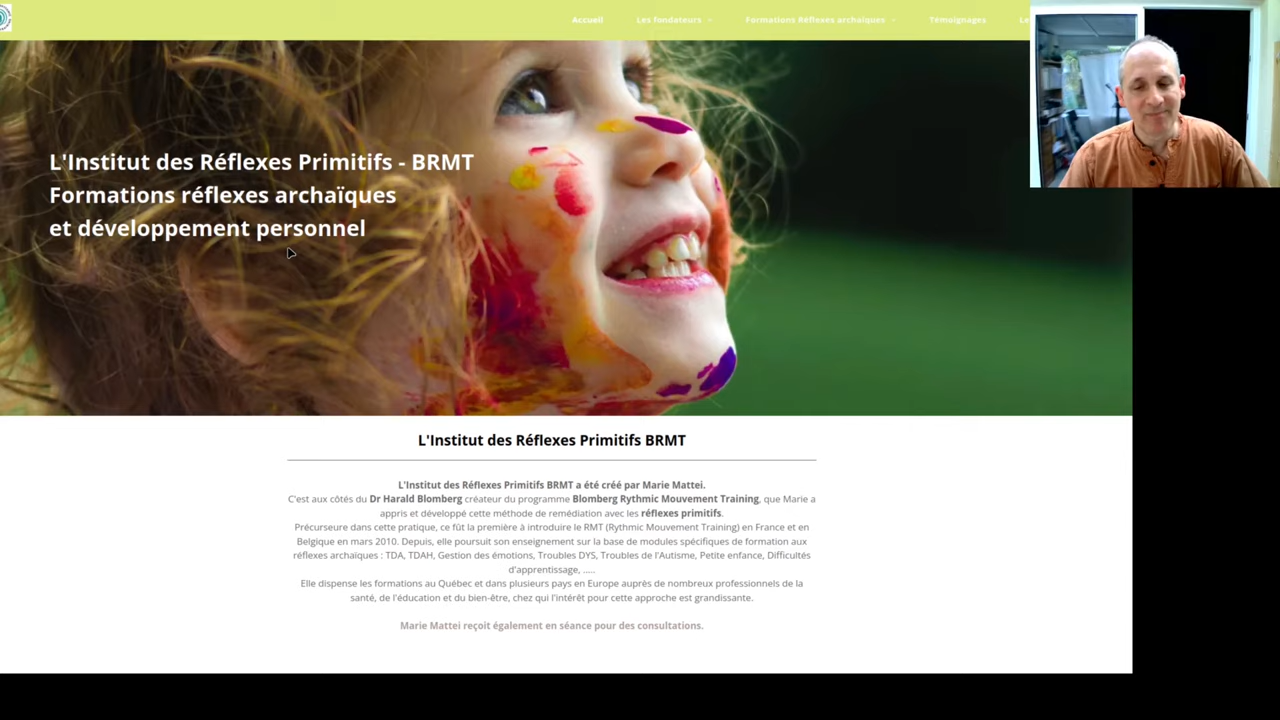 Accueil
Les fondateurs
Formations Réflexes archaïques
Témoignages
Le
L'Institut des Réflexes Primitifs - BRMT
Formations réflexes archaïques
et développement personnel
L'Institut des Réflexes Primitifs BRMT
L'Institut des Réflexes Primitifs BRMT a été créé par Marie Mattei.
C'est aux côtés du Dr Harald Blomberg créateur du programme Blomberg Rythmic Mouvement Training, que Marie a
appris et développé cette méthode de remédiation avec les réflexes primitifs.
Précurseure dans cette pratique, ce fût la première à introduire le RMT (Rythmic Mouvement Training) en France et en
Belgique en mars 2010. Depuis, elle poursuit son enseignement sur la base de modules spécifiques de formation aux
réflexes archaïques : TDA, TDAH, Gestion des émotions, Troubles DYS, Troubles de l'Autisme, Petite enfance, Difficultés
d'apprentissage, .....
Elle dispense les formations au Québec et dans plusieurs pays en Europe auprès de nombreux professionnels de la
santé, de l'éducation et du bien-être, chez qui l'intérêt pour cette approche est grandissante.
Marie Mattei reçoit également en séance pour des consultations.